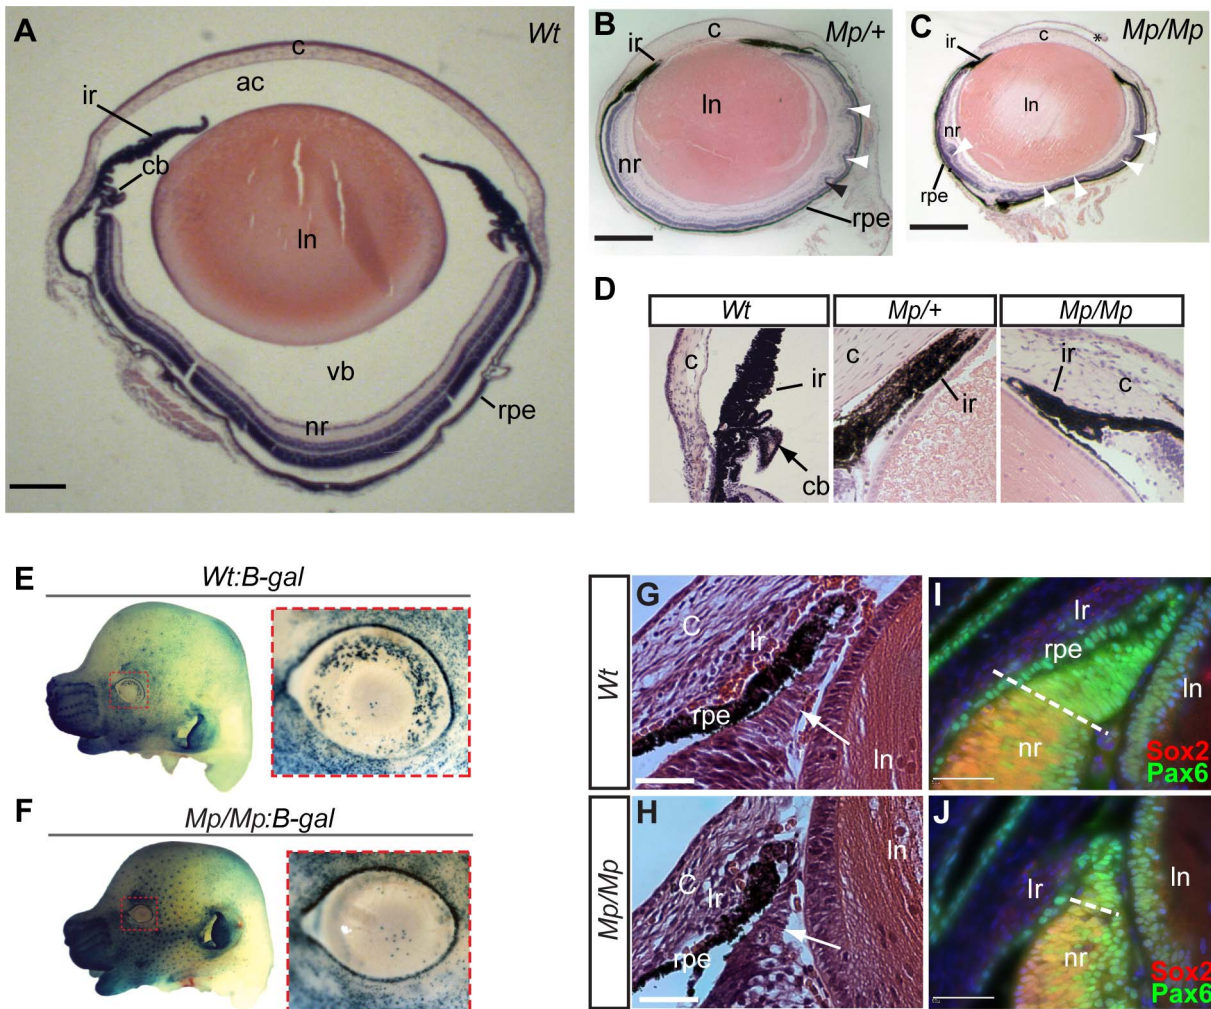 A
Wt
c
ac
ir
cb
ln
vb
nr
rpe
B
Mp/+
c
ir
ln
nr
rpe
C
Mp/Mp
ir
c
*
ln
nr
rpe
D
Wt
Mp/+
Mp/Mp
c
ir
cb
c
ir
ir
c
E
Wt:B-gal
F
Mp/Mp:B-gal
Wt
G
C
Ir
rpe
r
ln
I
Ir
rpe
ln
nr
Sox2
Pax6
Mp/Mp
H
C
Ir
ln
rpe
J
Ir
ln
nr
Sox2
Pax6